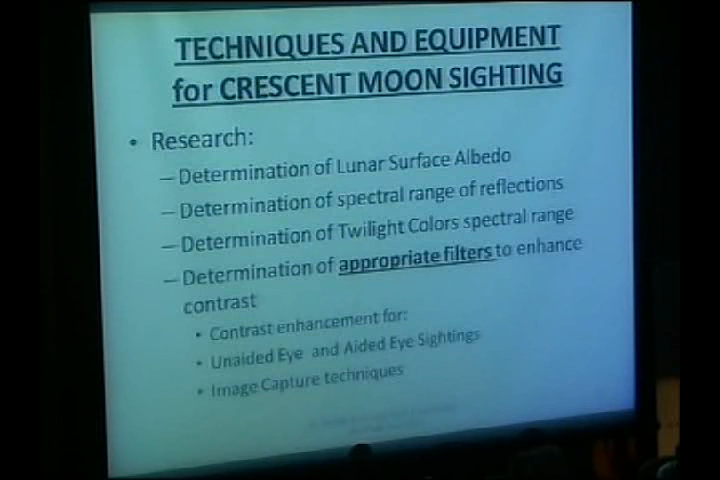 TECHNIQUES AND EQUIPMENT
for CRESCENT MOON SIGHTING
• Research:
– Determination of Lunar Surface Albedo
– Determination of spectral range of reflections
– Determination of Twilight Colors spectral range
– Determination of appropriate filters to enhance
contrast
• Contrast enhancement for:
• Unaided Eye and Aided Eye Sightings
• Image Capture techniques